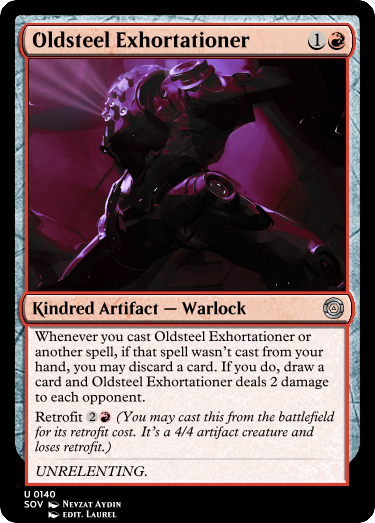 Oldsteel Exhortationer 1
Kindred Artifact — Warlock
Whenever you cast Oldsteel Exhortationer or
another spell, if that spell wasn't cast from your
hand, you may discard a card. If you do, draw a
card and Oldsteel Exhortationer deals 2 damage
to each opponent.
Retrofit 2 (You may cast this from the battlefield
for its retrofit cost. It's a 4/4 artifact creature and
loses retrofit.)
UNRELENTING.
U 0140
SOV Nevzat Aydin
edit. Laurel